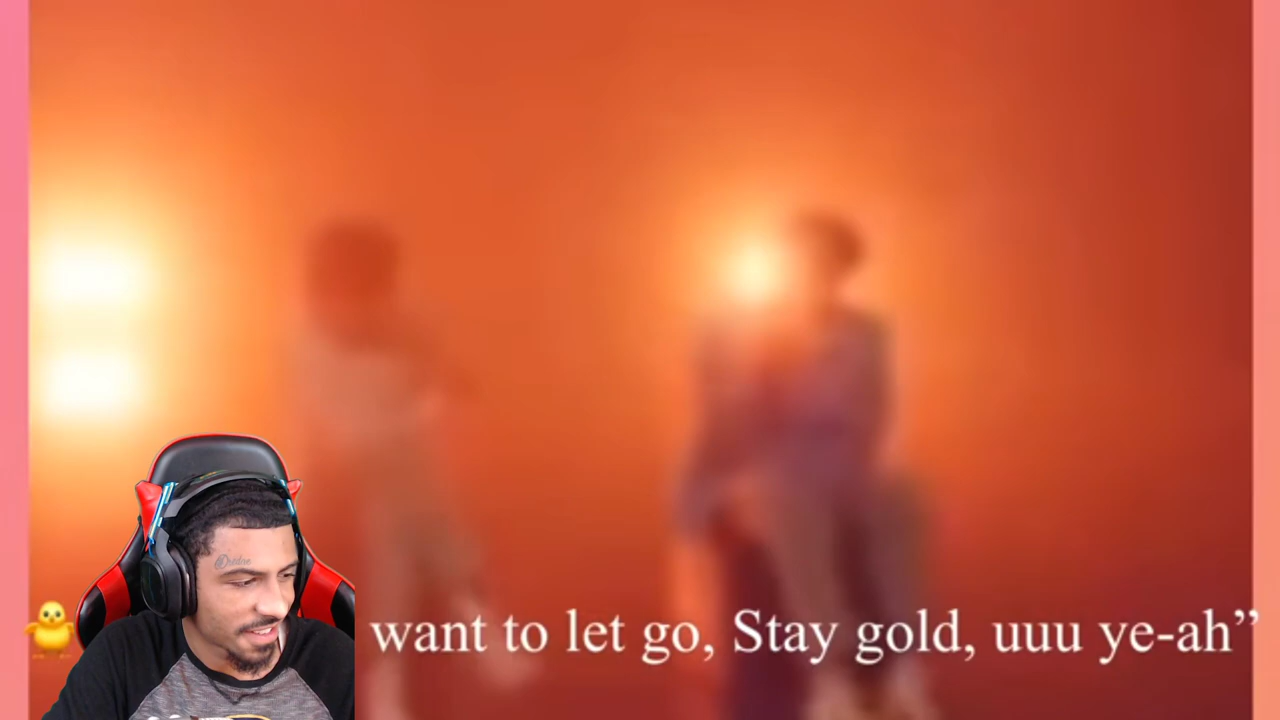 want to let go, Stay gold, uuu ye-ah”